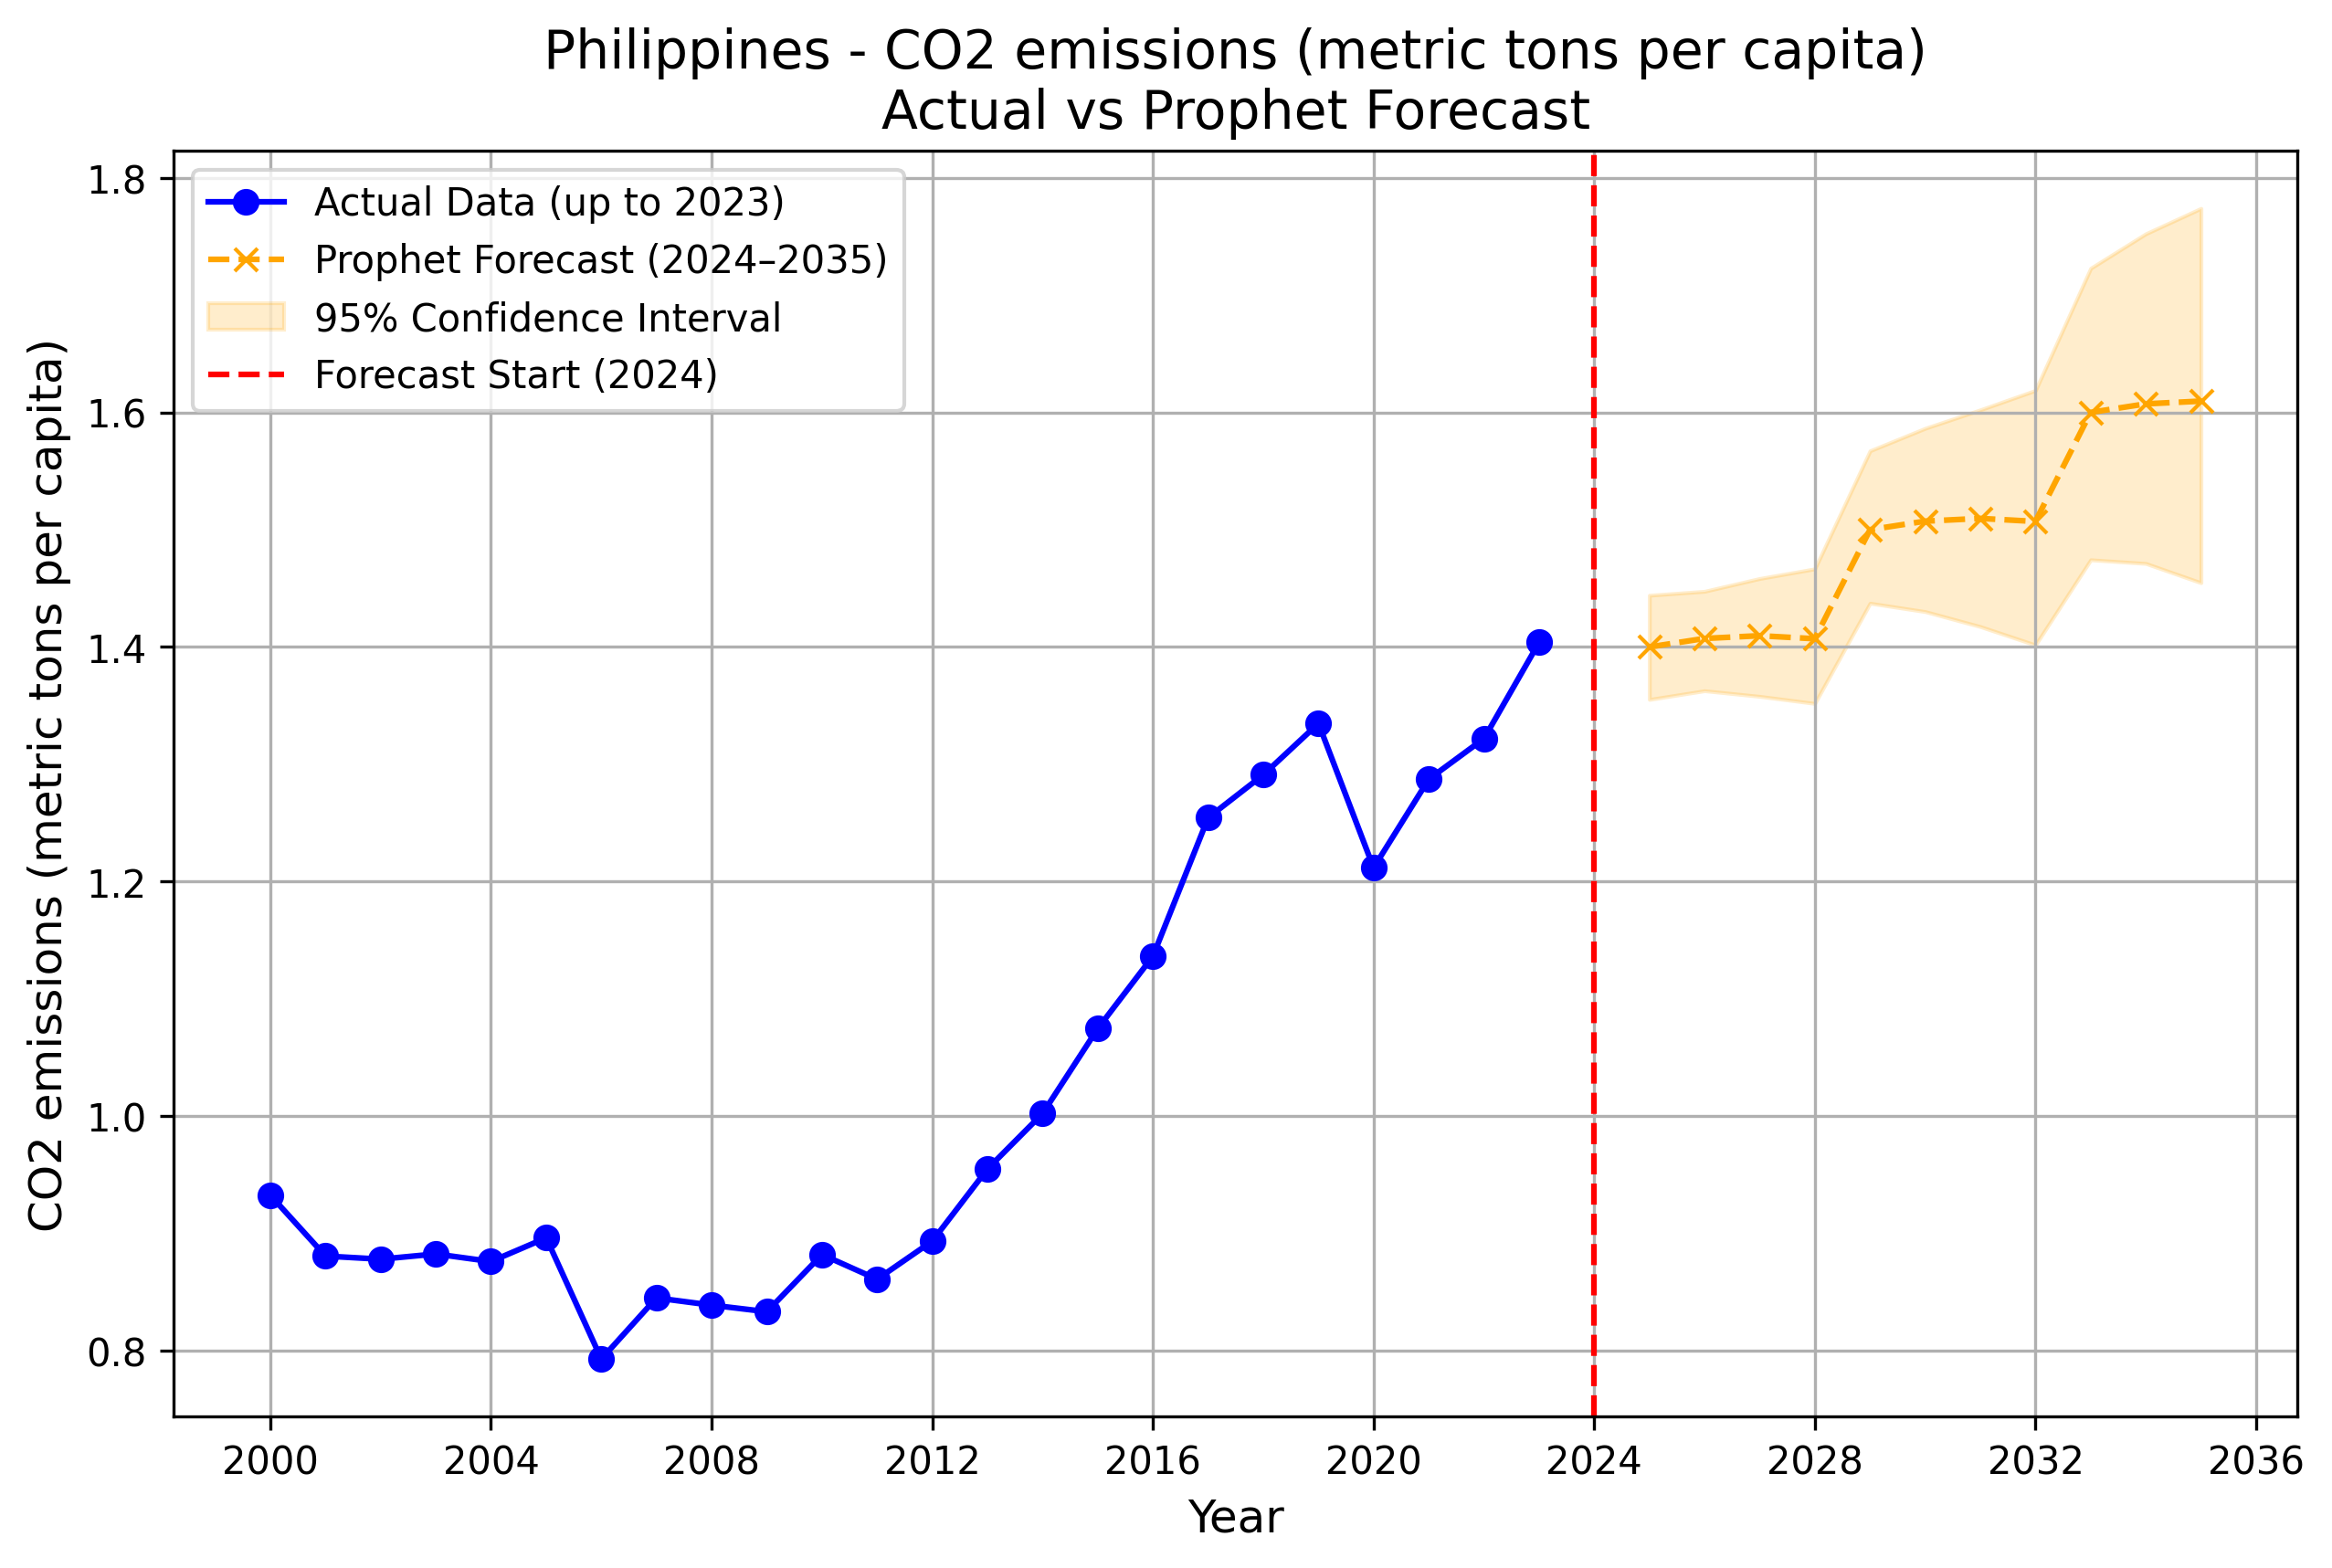 Philippines - CO2 emissions (metric tons per capita)
Actual vs Prophet Forecast
Actual Data (up to 2023)
Prophet Forecast (2024–2035)
95% Confidence Interval
Forecast Start (2024)
CO2 emissions (metric tons per capita)
1.8
1.6
1.4
1.2
1.0
0.8
2000 2004 2008 2012 2016 2020 2024 2028 2032 2036
Year